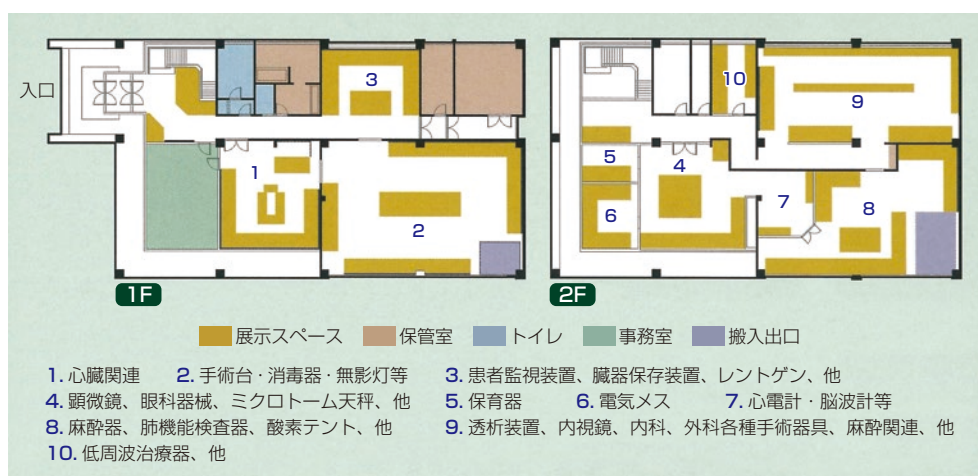 入口
3
1
2
10
9
5
4
6
7
8
1F
2F
展示スペース 保管室 トイレ 事務室 搬入出口
1. 心臓関連 2. 手術台・消毒器・無影灯等 3. 患者監視装置、臓器保存装置、レントゲン、他
4. 顕微鏡、眼科器械、ミクロトーム天秤、他 5. 保育器 6. 電気メス 7. 心電計・脳波計等
8. 麻酔器、肺機能検査器、酸素テント、他 9. 透析装置、内視鏡、内科、外科各種手術器具、麻酔関連、他
10. 低周波治療器、他